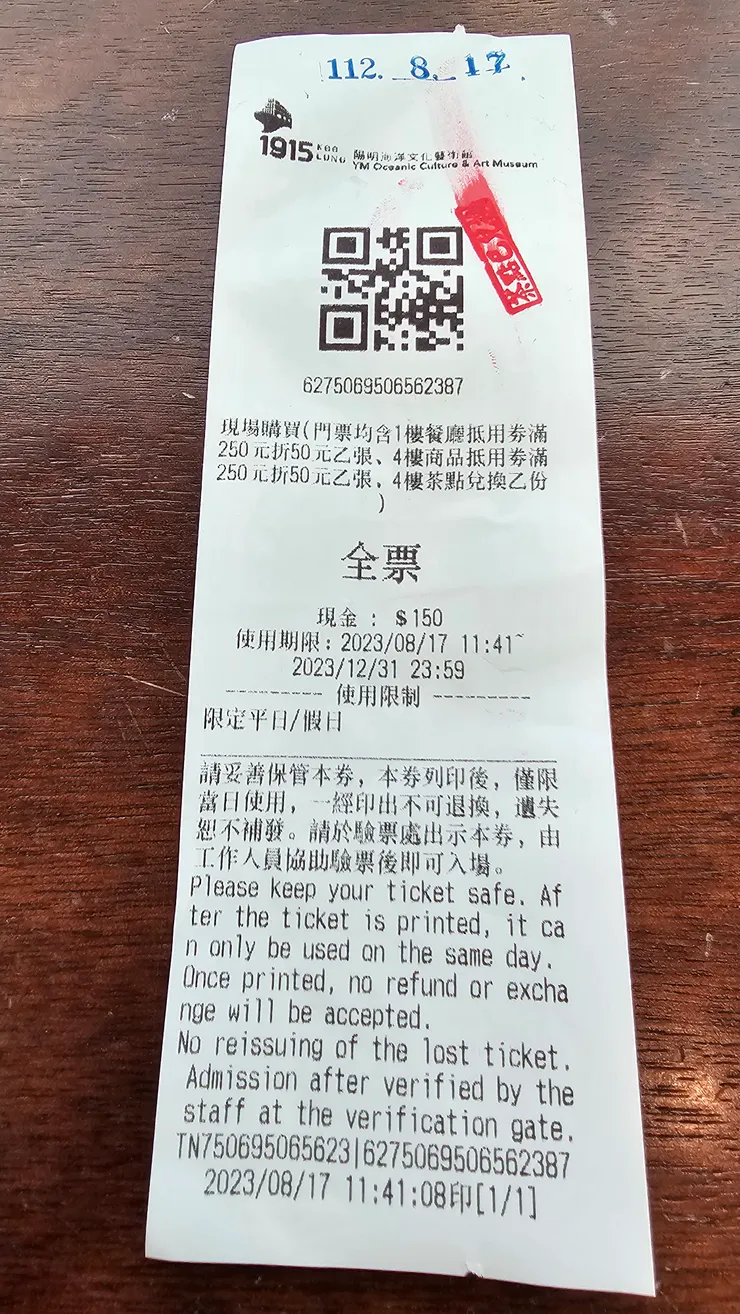 112. 8. 17.
1915 KEE LUNG 陽明海洋文化藝術館
YM Oceanic Culture & Art Museum
6275069506562387
現場購買(門票均含1樓餐廳抵用券滿
250元折50元乙張、4樓商品抵用券滿
250元折50元乙張、4樓茶點兌換乙份
)
全票
現金 : $150
使用期限:2023/08/17 11:41~
2023/12/31 23:59
使用限制
限定平日/假日
請妥善保管本券，本券列印後，僅限
當日使用，一經印出不可退換，遺失
恕不補發。請於驗票處出示本券，由
工作人員協助驗票後即可入場。
Please keep your ticket safe. Af
ter the ticket is printed, it ca
n only be used on the same day.
Once printed, no refund or excha
nge will be accepted.
No reissuing of the lost ticket.
Admission after verified by the
staff at the verification gate.
TN750695065623|6275069506562387
2023/08/17 11:41:08印[1/1]